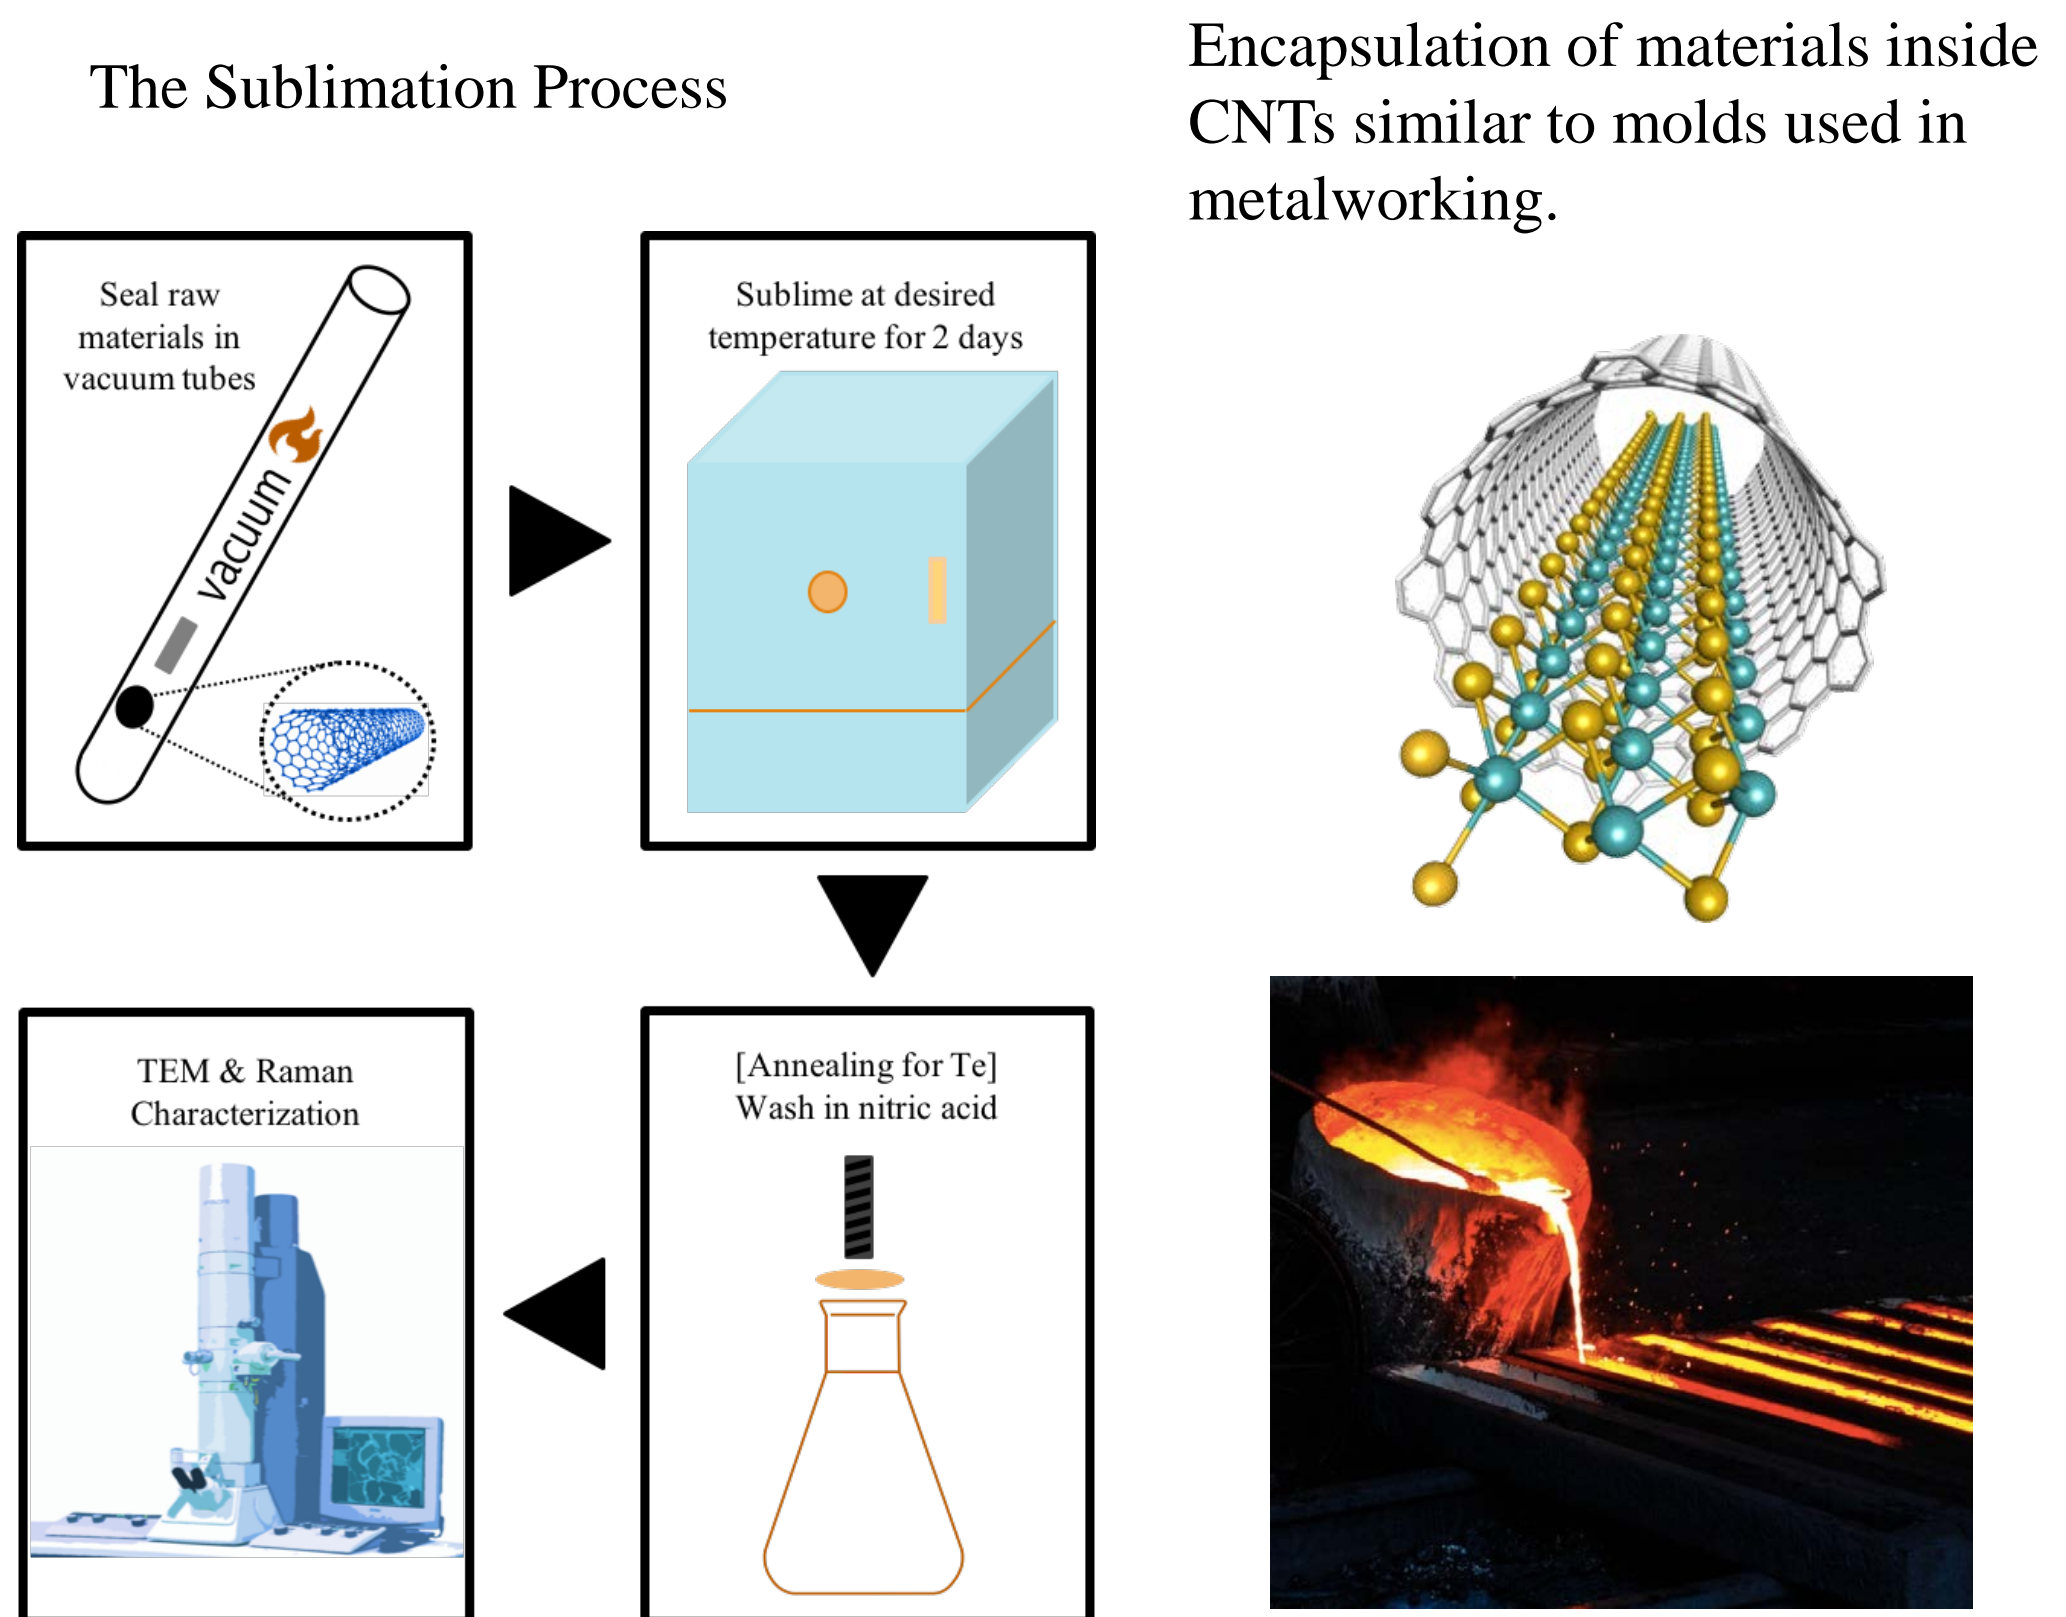 The Sublimation Process
Encapsulation of materials inside
CNTs similar to molds used in
metalworking.
Seal raw
materials in
vacuum tubes
vacuum
Sublime at desired
temperature for 2 days
[Annealing for Te]
Wash in nitric acid
TEM & Raman
Characterization